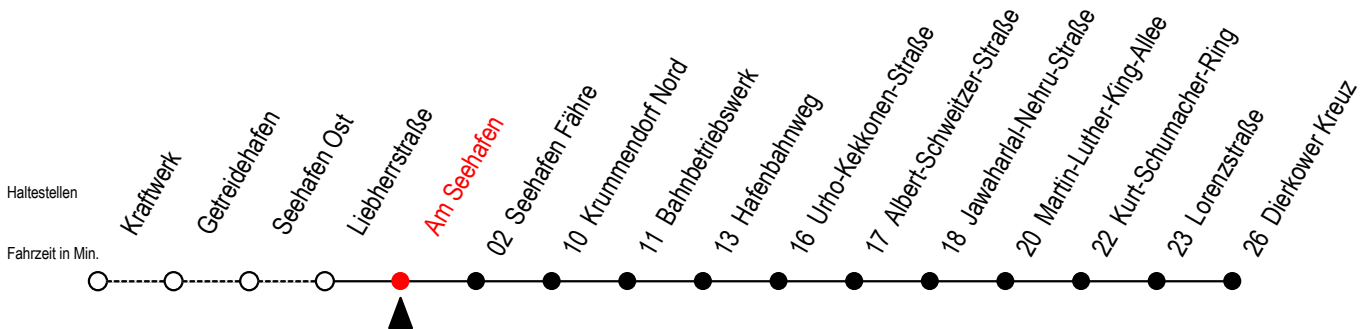 Haltestellen
Fahrzeit in Min.
Kraftwerk
Getreidehafen
Seehafen Ost
Liebherrstraße
Am Seehafen
02 Seehafen Fähre
10 Krummendorf Nord
11 Bahnbetriebswerk
13 Hafenbahnweg
16 Urho-Kekkonen-Straße
17 Albert-Schweitzer-Straße
18 Jawaharlal-Nehru-Straße
20 Martin-Luther-King-Allee
22 Kurt-Schumacher-Ring
23 Lorenzstraße
26 Dierkower Kreuz